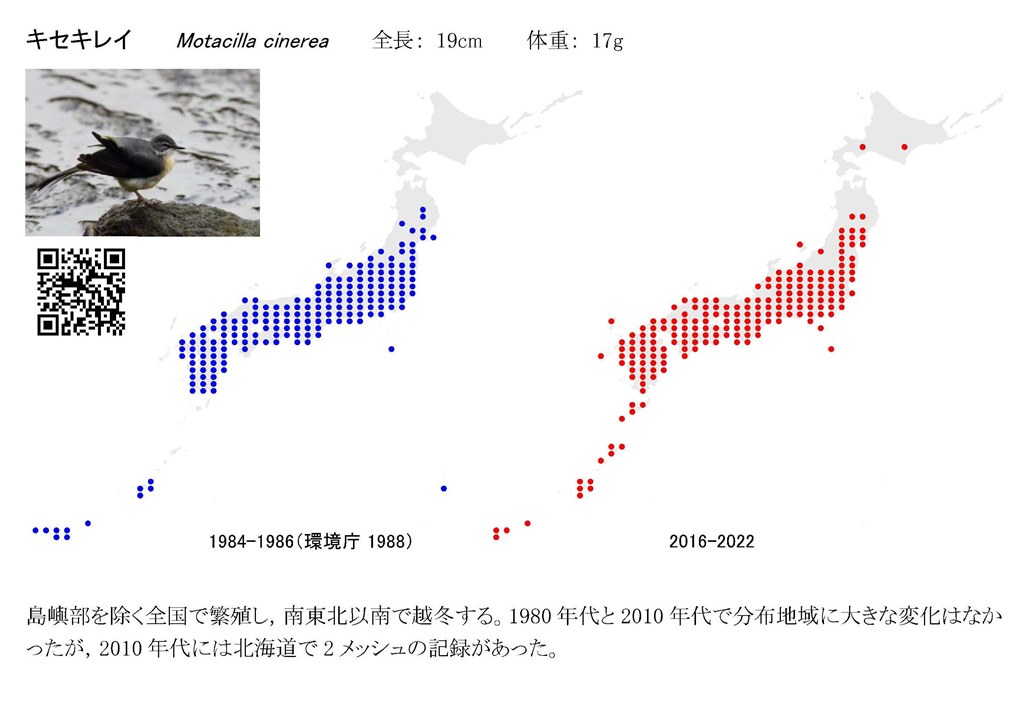 キセキレイ Motacilla cinerea 全長： 19cm 体重： 17g
1984-1986（環境庁 1988）
2016-2022
島嶼部を除く全国で繁殖し，南東北以南で越冬する。1980 年代と 2010 年代で分布地域に大きな変化はなか
ったが，2010 年代には北海道で 2 メッシュの記録があった。